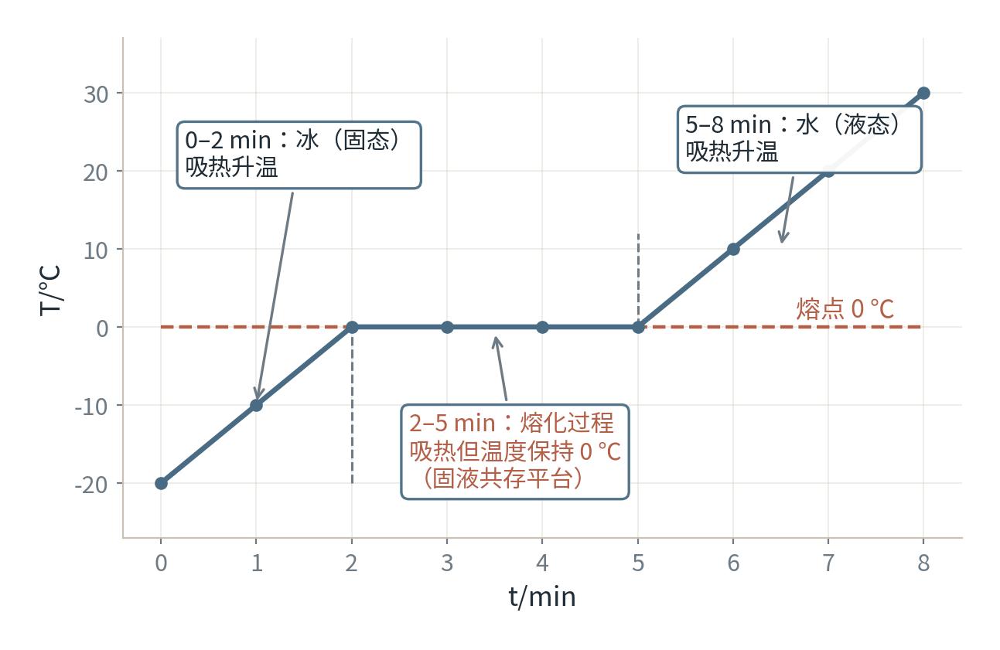 30
20
10
0
-10
-20
T/°C
0–2 min：冰（固态）
吸热升温
5–8 min：水（液态）
吸热升温
熔点 0 °C
2–5 min：熔化过程
吸热但温度保持 0 °C
（固液共存平台）
0 1 2 3 4 5 6 7 8
t/min